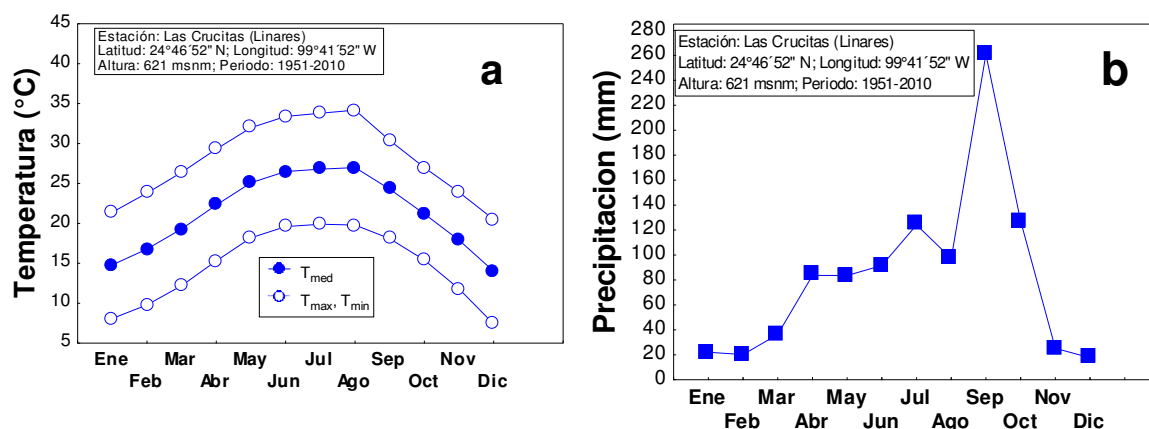 Estación: Las Crucitas (Linares)
Latitud: 24°46´52" N; Longitud: 99°41´52" W
Altura: 621 msnm; Periodo: 1951-2010
a
Temperatura (°C)
45
40
35
30
25
20
15
10
5
Tmed
Tmax, Tmin
Ene Mar May Jul Sep Nov
Feb Abr Jun Ago Oct Dic
Estación: Las Crucitas (Linares)
Latitud: 24°46´52" N; Longitud: 99°41´52" W
Altura: 621 msnm; Periodo: 1951-2010
b
Precipitacion (mm)
280
260
240
220
200
180
160
140
120
100
80
60
40
20
0
Ene Mar May Jul Sep Nov
Feb Abr Jun Ago Oct Dic